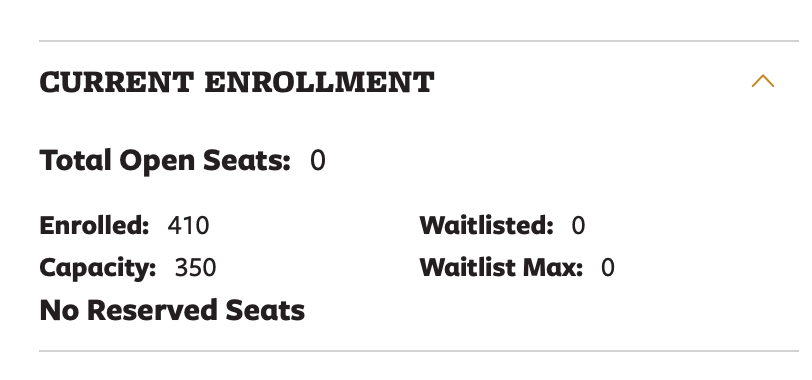 CURRENT ENROLLMENT
Total Open Seats: 0
Enrolled: 410 Waitlisted: 0
Capacity: 350 Waitlist Max: 0
No Reserved Seats